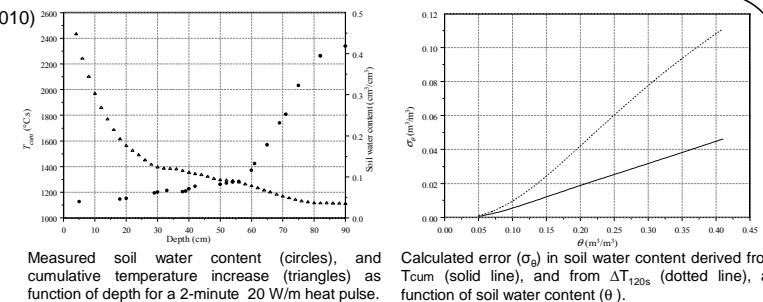 010)
2600
2400
2200
2000
1800
1600
1400
1200
1000
T_cum (°C.s)
0.5
0.4
0.3
0.2
0.1
0.0
Soil water content (cm³/cm³)
0 10 20 30 40 50 60 70 80 90
Depth (cm)
Measured soil water content (circles), and
cumulative temperature increase (triangles) as
function of depth for a 2-minute 20 W/m heat pulse.
0.12
0.10
0.08
0.06
0.04
0.02
0.00
σ_θ (m³/m³)
0.00 0.05 0.10 0.15 0.20 0.25 0.30 0.35 0.40 0.45
θ (m³/m³)
Calculated error (σ_θ) in soil water content derived fro
Tcum (solid line), and from ΔT_120s (dotted line), a
function of soil water content (θ ).